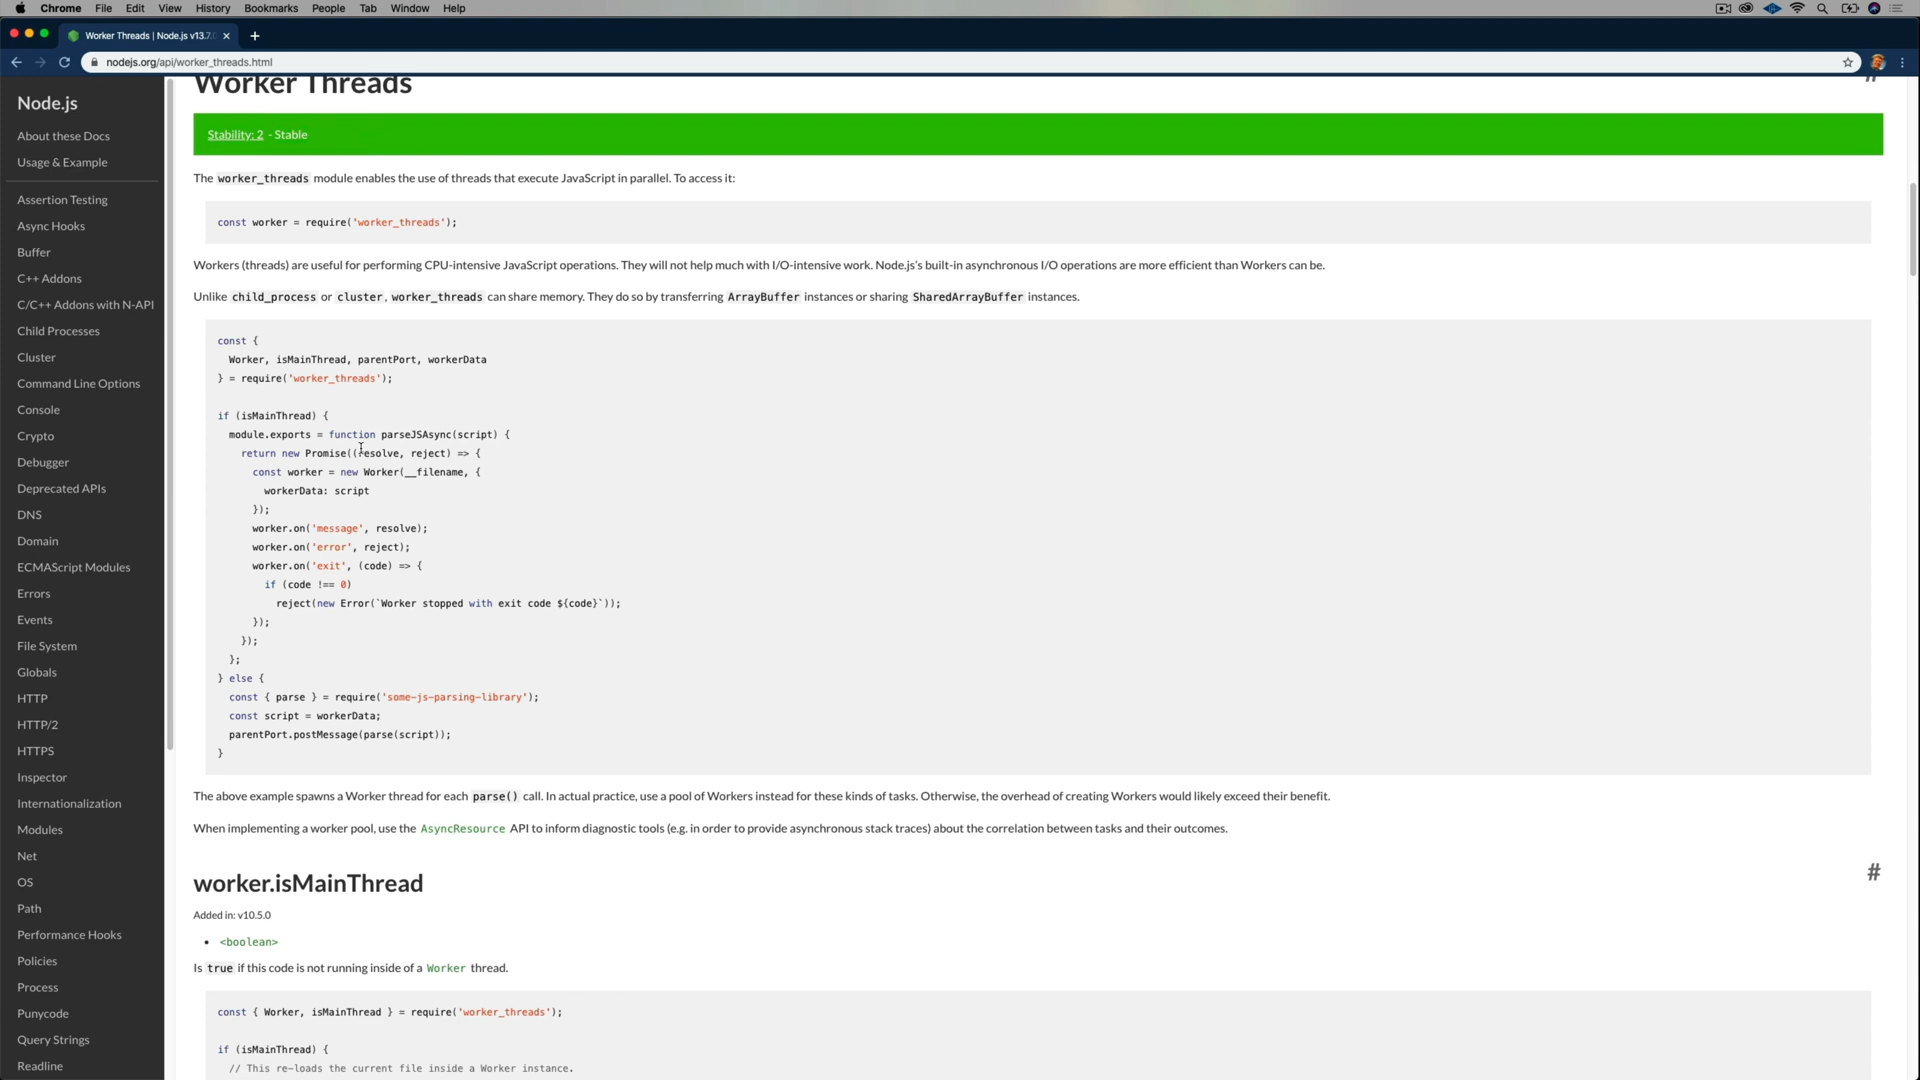 Chrome File Edit View History Bookmarks People Tab Window Help
Worker Threads | Node.js v13.7.0
nodejs.org/api/worker_threads.html
Node.js
About these Docs
Usage & Example
Assertion Testing
Async Hooks
Buffer
C++ Addons
C/C++ Addons with N-API
Child Processes
Cluster
Command Line Options
Console
Crypto
Debugger
Deprecated APIs
DNS
Domain
ECMAScript Modules
Errors
Events
File System
Globals
HTTP
HTTP/2
HTTPS
Inspector
Internationalization
Modules
Net
OS
Path
Performance Hooks
Policies
Process
Punycode
Query Strings
Readline
Worker Threads
#
Stability: 2 - Stable
The worker_threads module enables the use of threads that execute JavaScript in parallel. To access it:
const worker = require('worker_threads');
Workers (threads) are useful for performing CPU-intensive JavaScript operations. They will not help much with I/O-intensive work. Node.js's built-in asynchronous I/O operations are more efficient than Workers can be.
Unlike child_process or cluster, worker_threads can share memory. They do so by transferring ArrayBuffer instances or sharing SharedArrayBuffer instances.
const {
Worker, isMainThread, parentPort, workerData
} = require('worker_threads');
if (isMainThread) {
module.exports = function parseJSAsync(script) {
return new Promise((resolve, reject) => {
const worker = new Worker(__filename, {
workerData: script
});
worker.on('message', resolve);
worker.on('error', reject);
worker.on('exit', (code) => {
if (code !== 0)
reject(new Error(`Worker stopped with exit code ${code}`));
});
});
};
} else {
const { parse } = require('some-js-parsing-library');
const script = workerData;
parentPort.postMessage(parse(script));
}
The above example spawns a Worker thread for each parse() call. In actual practice, use a pool of Workers instead for these kinds of tasks. Otherwise, the overhead of creating Workers would likely exceed their benefit.
When implementing a worker pool, use the AsyncResource API to inform diagnostic tools (e.g. in order to provide asynchronous stack traces) about the correlation between tasks and their outcomes.
worker.isMainThread
#
Added in: v10.5.0
• <boolean>
Is true if this code is not running inside of a Worker thread.
const { Worker, isMainThread } = require('worker_threads');
if (isMainThread) {
// This re-loads the current file inside a Worker instance.